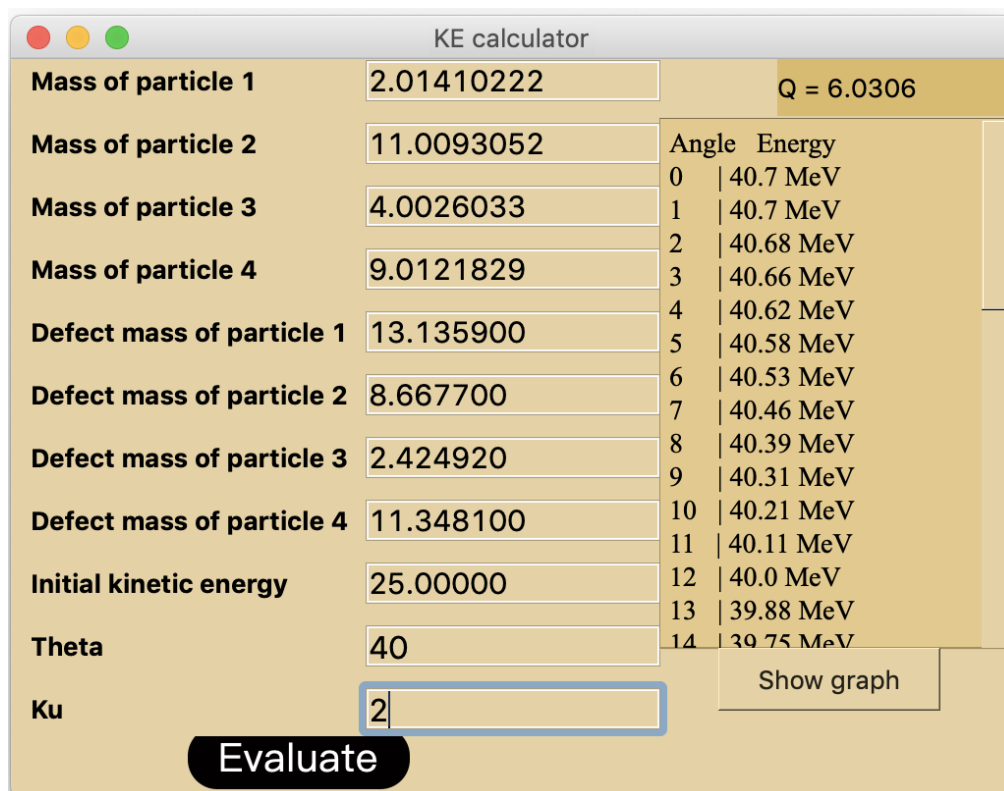 KE calculator
Mass of particle 1 2.01410222
Mass of particle 2 11.0093052
Mass of particle 3 4.0026033
Mass of particle 4 9.0121829
Defect mass of particle 1 13.135900
Defect mass of particle 2 8.667700
Defect mass of particle 3 2.424920
Defect mass of particle 4 11.348100
Initial kinetic energy 25.00000
Theta 40
Ku 2
Evaluate
Q = 6.0306
Angle Energy
0 | 40.7 MeV
1 | 40.7 MeV
2 | 40.68 MeV
3 | 40.66 MeV
4 | 40.62 MeV
5 | 40.58 MeV
6 | 40.53 MeV
7 | 40.46 MeV
8 | 40.39 MeV
9 | 40.31 MeV
10 | 40.21 MeV
11 | 40.11 MeV
12 | 40.0 MeV
13 | 39.88 MeV
14 | 39.75 MeV
Show graph